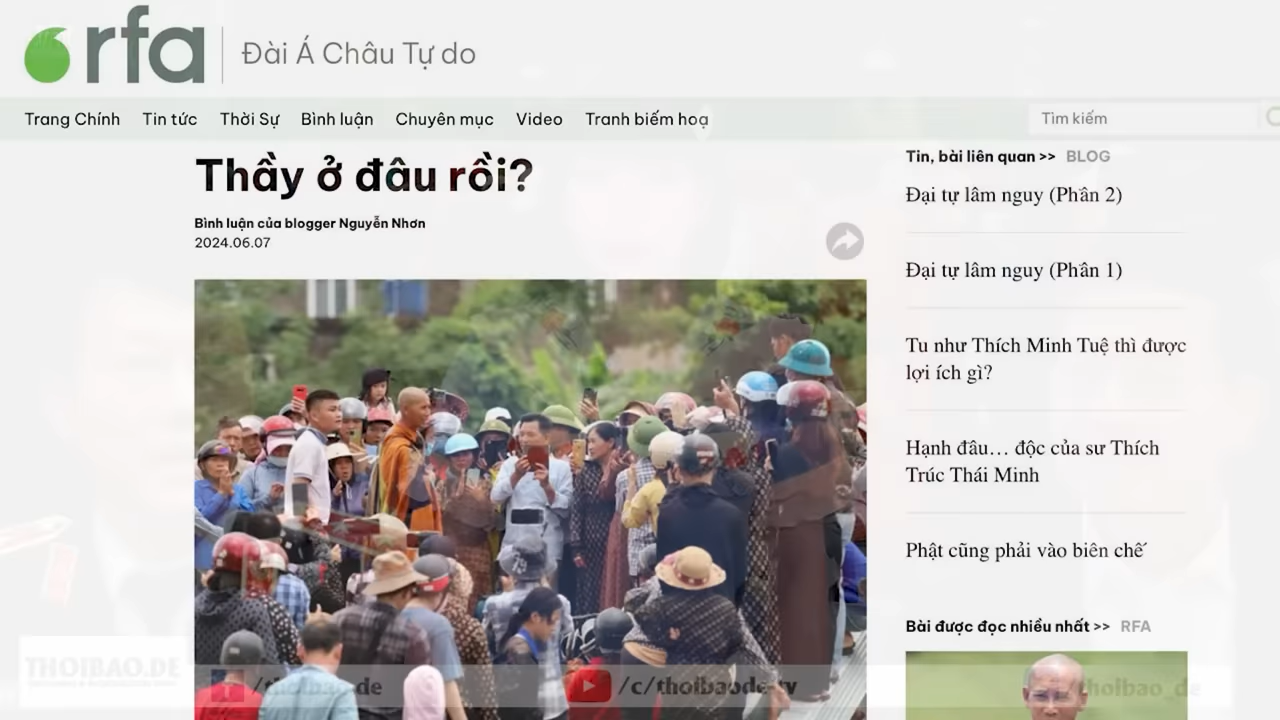 rfa
Đài Á Châu Tự do
Trang Chính Tin tức Thời Sự Bình luận Chuyên mục Video Tranh biếm hoạ
Tìm kiếm
Thầy ở đâu rồi?
Bình luận của blogger Nguyễn Nhơn
2024.06.07
Tin, bài liên quan >> BLOG
Đại tự lâm nguy (Phần 2)
Đại tự lâm nguy (Phần 1)
Tu như Thích Minh Tuệ thì được
lợi ích gì?
Hạnh đâu… độc của sư Thích
Trúc Thái Minh
Phật cũng phải vào biên chế
Bài được đọc nhiều nhất >> RFA
THOIBAO.DE
/thoibao.de
/c/thoibaode-tv
thoibao_de